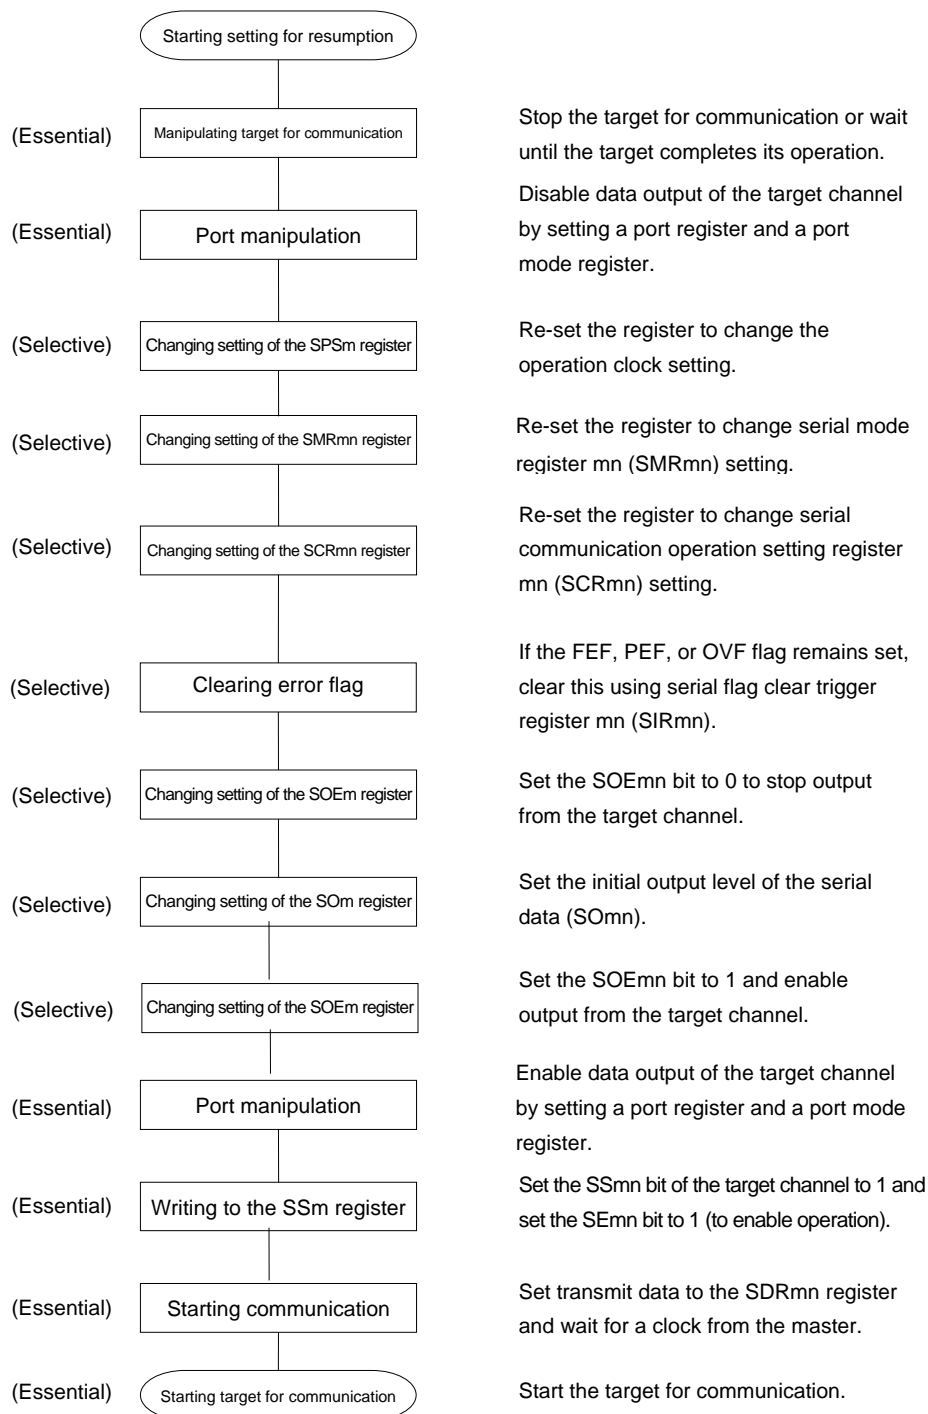 Starting setting for resumption
(Essential)
Manipulating target for communication
Stop the target for communication or wait
until the target completes its operation.
(Essential)
Port manipulation
Disable data output of the target channel
by setting a port register and a port
mode register.
(Selective)
Changing setting of the SPSm register
Re-set the register to change the
operation clock setting.
(Selective)
Changing setting of the SMRmn register
Re-set the register to change serial mode
register mn (SMRmn) setting.
(Selective)
Changing setting of the SCRmn register
Re-set the register to change serial
communication operation setting register
mn (SCRmn) setting.
(Selective)
Clearing error flag
If the FEF, PEF, or OVF flag remains set,
clear this using serial flag clear trigger
register mn (SIRmn).
(Selective)
Changing setting of the SOEm register
Set the SOEmn bit to 0 to stop output
from the target channel.
(Selective)
Changing setting of the SOm register
Set the initial output level of the serial
data (SOmn).
(Selective)
Changing setting of the SOEm register
Set the SOEmn bit to 1 and enable
output from the target channel.
(Essential)
Port manipulation
Enable data output of the target channel
by setting a port register and a port mode
register.
(Essential)
Writing to the SSm register
Set the SSmn bit of the target channel to 1 and
set the SEmn bit to 1 (to enable operation).
(Essential)
Starting communication
Set transmit data to the SDRmn register
and wait for a clock from the master.
(Essential)
Starting target for communication
Start the target for communication.